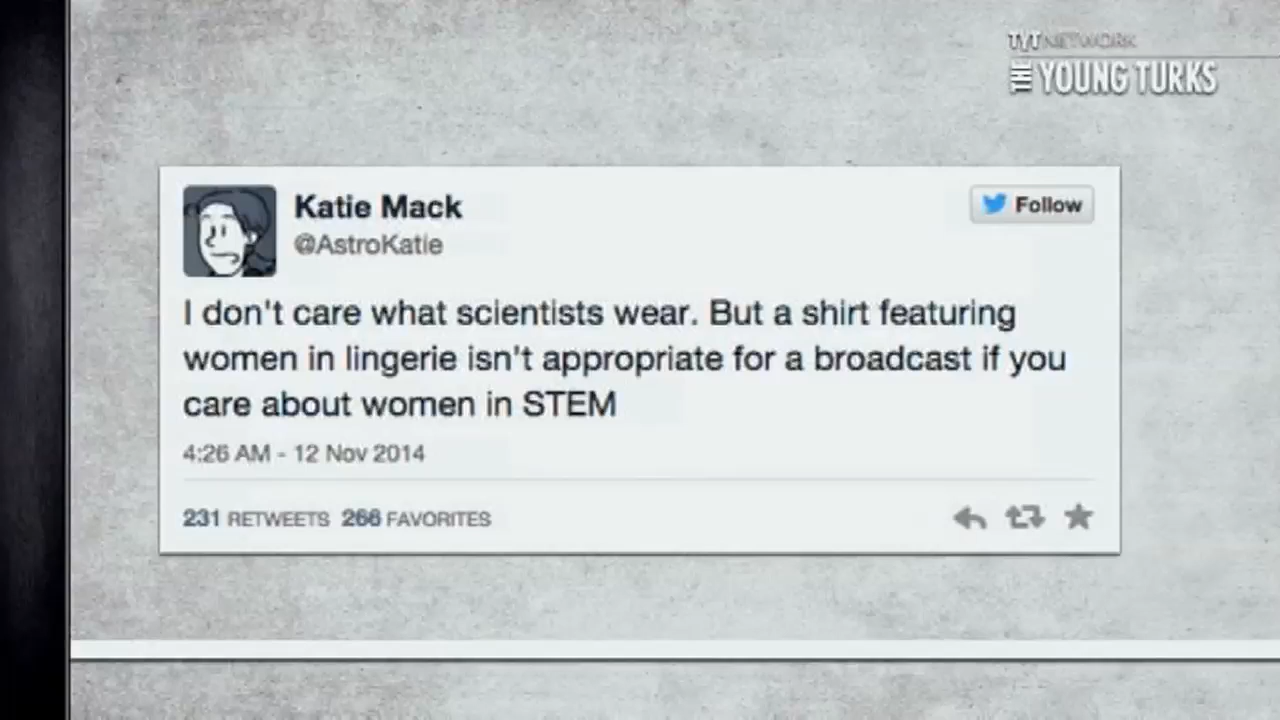 TYT NETWORK
THE YOUNG TURKS
Katie Mack
Follow
@AstroKatie
I don't care what scientists wear. But a shirt featuring
women in lingerie isn't appropriate for a broadcast if you
care about women in STEM
4:26 AM - 12 Nov 2014
231 RETWEETS 266 FAVORITES